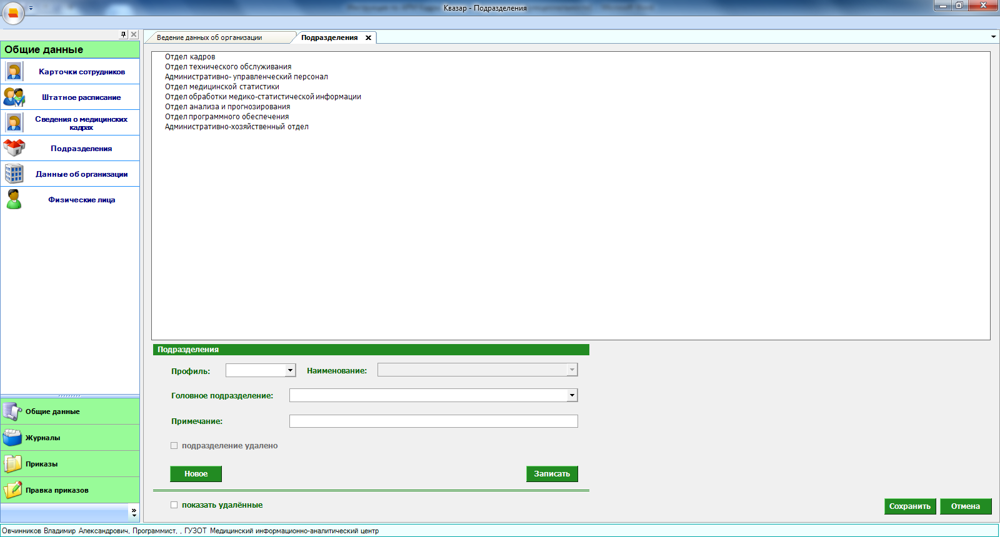 Квазар - Подразделения
Общие данные
Карточки сотрудников
Штатное расписание
Сведения о медицинских
кадрах
Подразделения
Данные об организации
Физические лица
Общие данные
Журналы
Приказы
Правка приказов
Ведение данных об организации
Подразделения
Отдел кадров
Отдел технического обслуживания
Административно- управленческий персонал
Отдел медицинской статистики
Отдел обработки медико-статистической информации
Отдел анализа и прогнозирования
Отдел программного обеспечения
Административно-хозяйственный отдел
Подразделения
Профиль: Наименование:
Головное подразделение:
Примечание:
подразделение удалено
Новое Записать
показать удалённые
Сохранить Отмена
Овчинников Владимир Александрович, Программист, , ГУЗОТ Медицинский информационно-аналитический центр